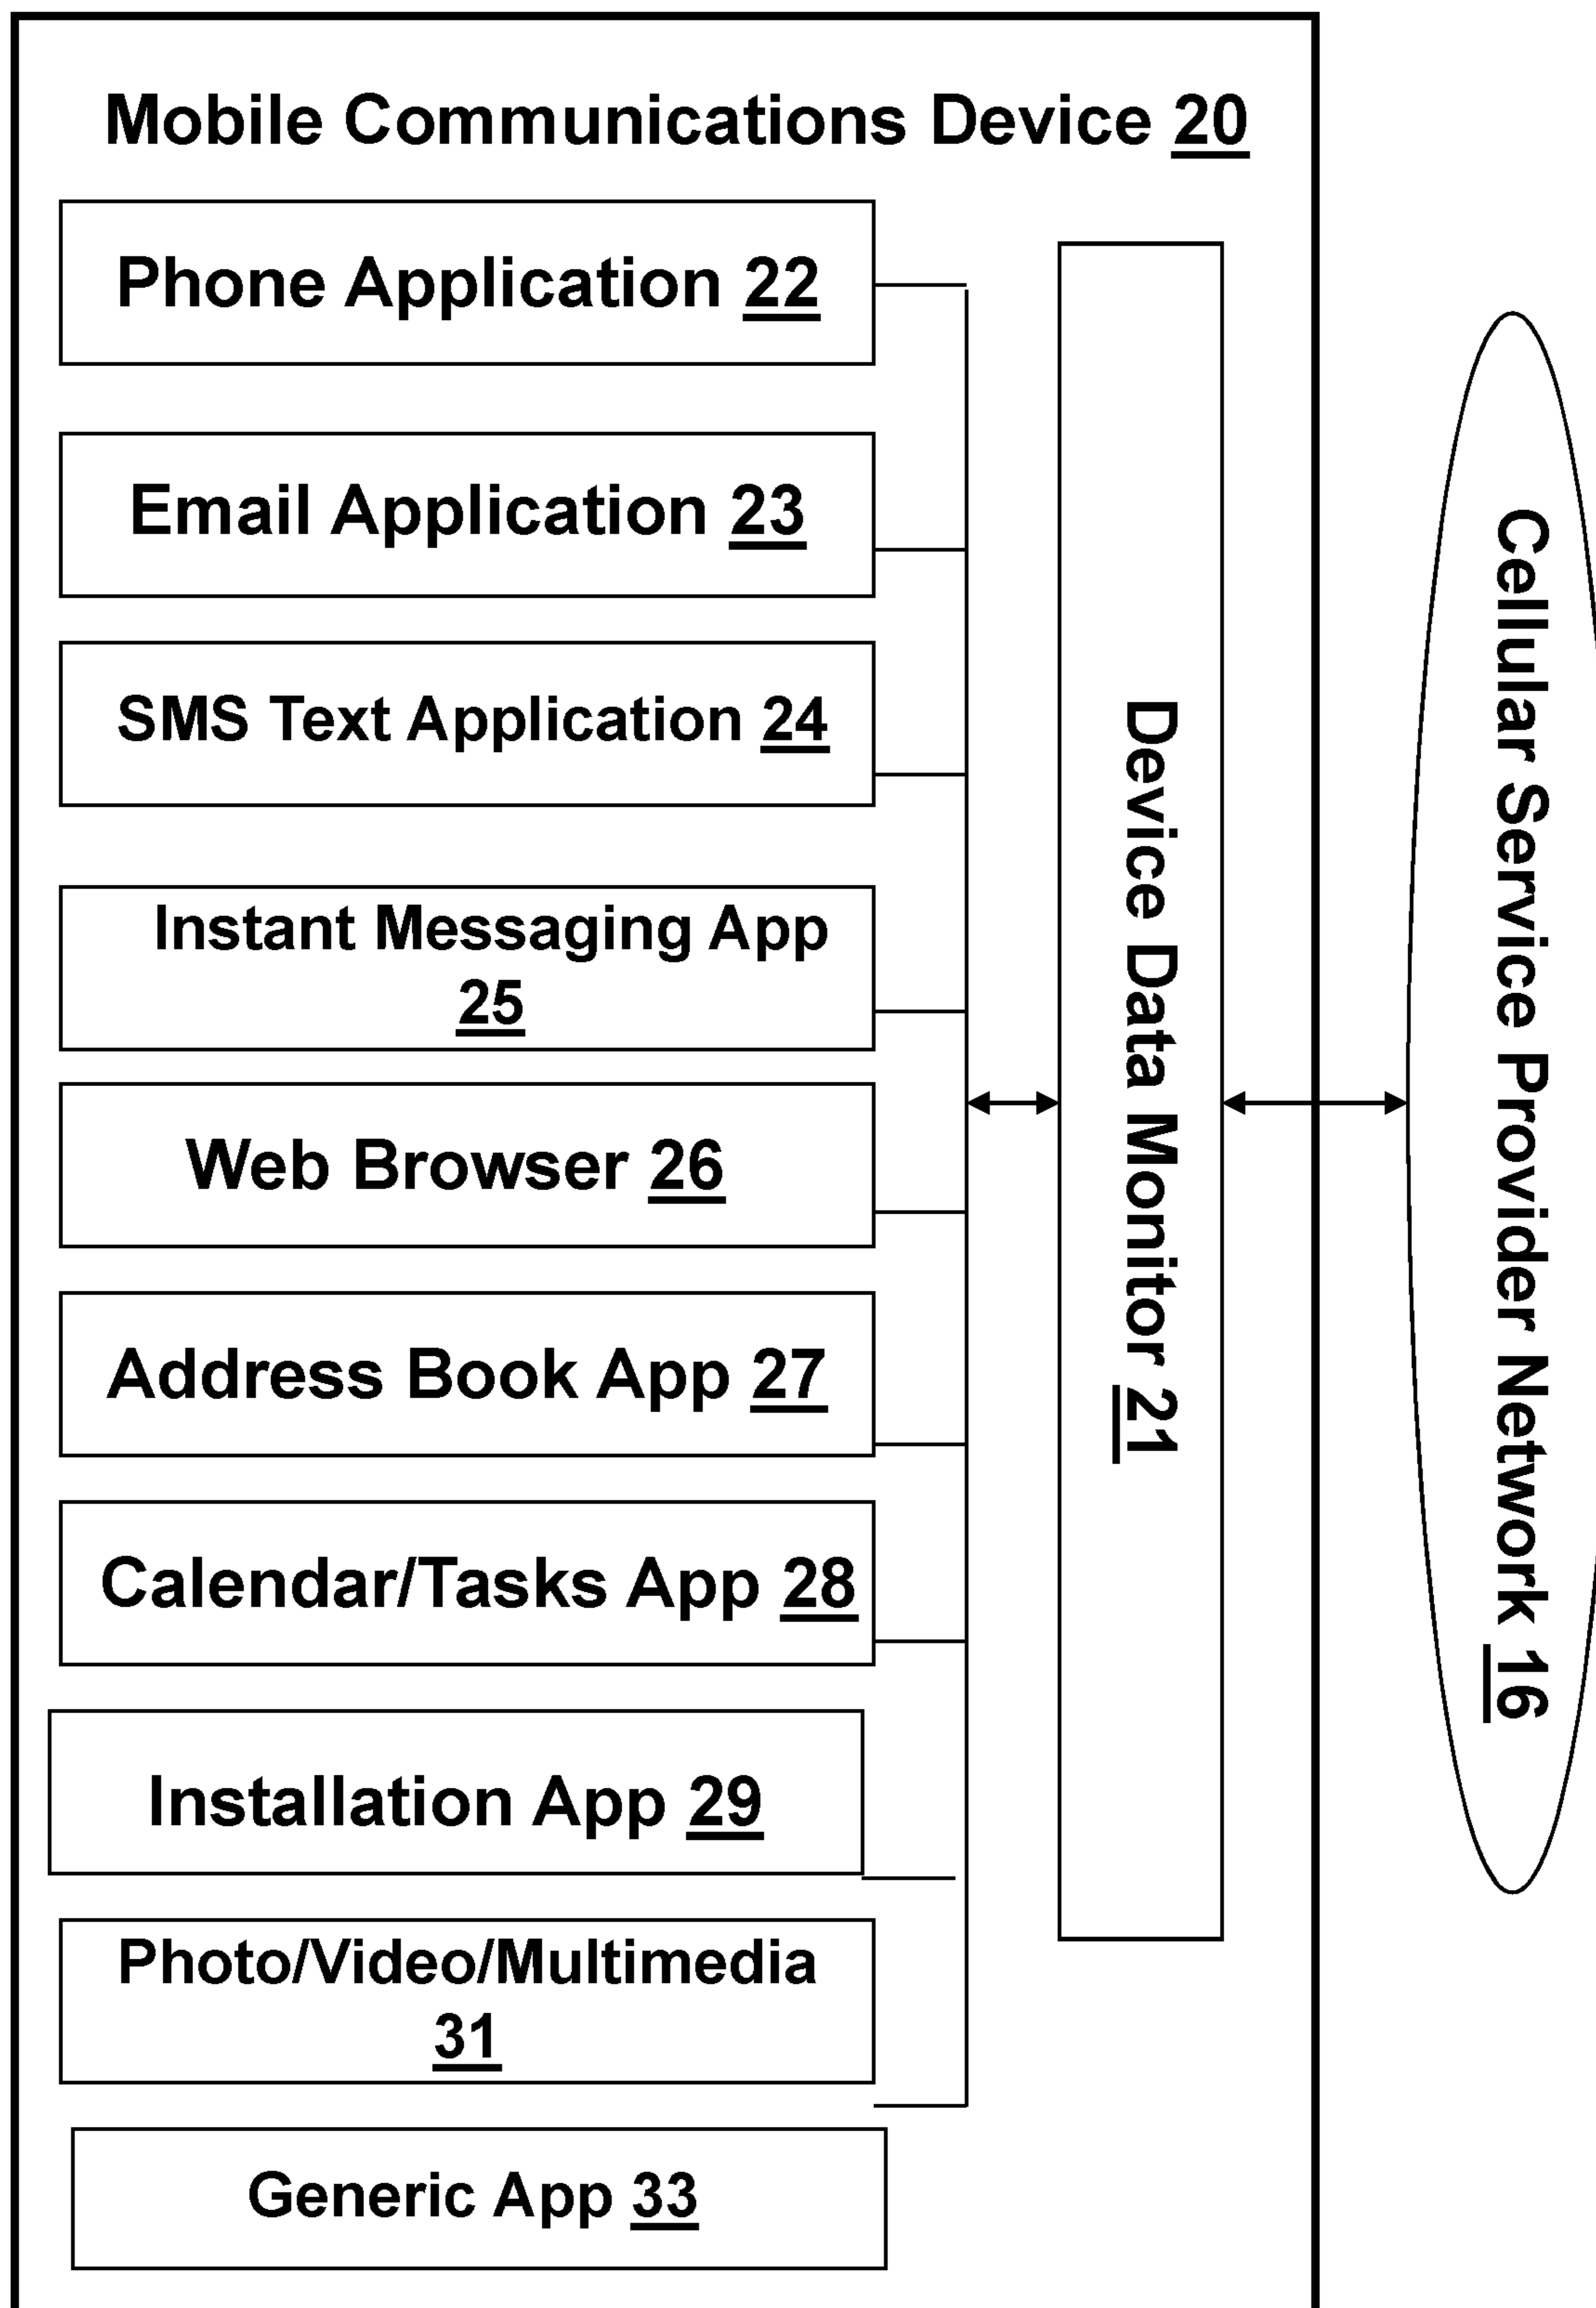 Mobile Communications Device 20
Phone Application 22
Email Application 23
SMS Text Application 24
Instant Messaging App
25
Web Browser 26
Address Book App 27
Calendar/Tasks App 28
Installation App 29
Photo/Video/Multimedia
31
Generic App 33
Device Data Monitor 21
Cellular Service Provider Network 16